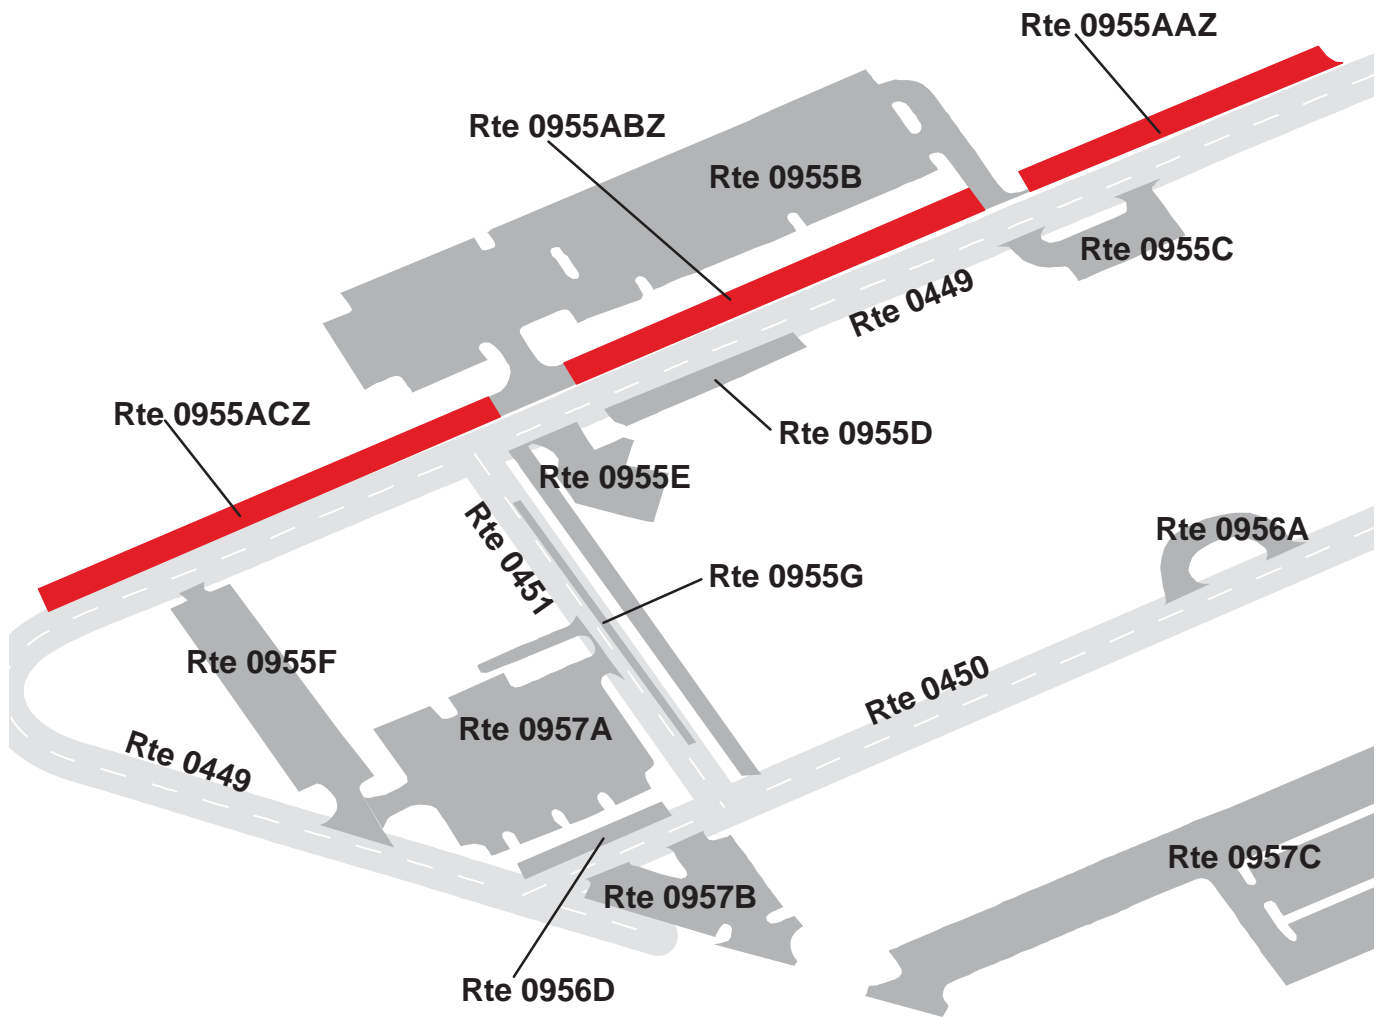 Rte 0955AAZ
Rte 0955ABZ
Rte 0955B
Rte 0955C
Rte 0449
Rte 0955ACZ
Rte 0955D
Rte 0955E
Rte 0451
Rte 0956A
Rte 0955G
Rte 0955F
Rte 0450
Rte 0957A
Rte 0449
Rte 0957C
Rte 0957B
Rte 0956D